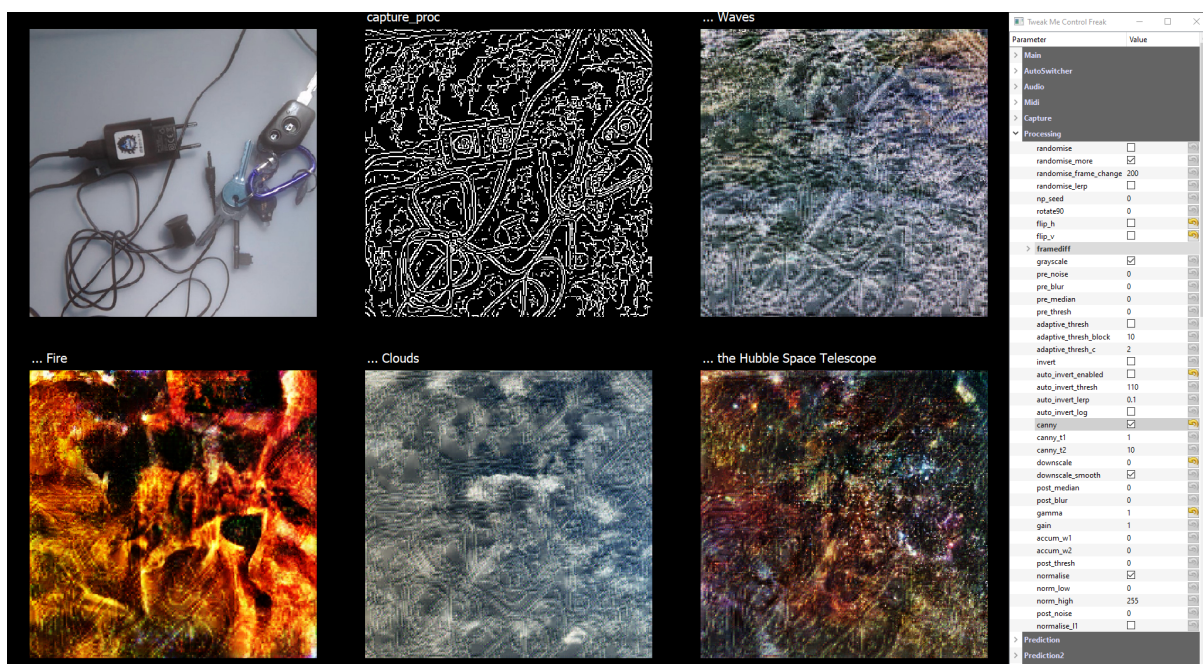 capture_proc
... Waves
... Fire
... Clouds
... the Hubble Space Telescope
Tweak Me Control Freak
Parameter Value
Main
AutoSwitcher
Audio
Midi
Capture
Processing
randomise
randomise_more
randomise_frame_change 200
randomise_lerp
np_seed 0
rotate90 0
flip_h
flip_v
framediff
grayscale
pre_noise 0
pre_blur 0
pre_median 0
pre_thresh 0
adaptive_thresh
adaptive_thresh_block 10
adaptive_thresh_c 2
invert
auto_invert_enabled
auto_invert_thresh 110
auto_invert_lerp 0.1
auto_invert_log
canny
canny_t1 1
canny_t2 10
downscale 0
downscale_smooth
post_median 0
post_blur 0
gamma 1
gain 1
accum_w1 0
accum_w2 0
post_thresh 0
normalise
norm_low 0
norm_high 255
post_noise 0
normalise_l1
Prediction
Prediction2